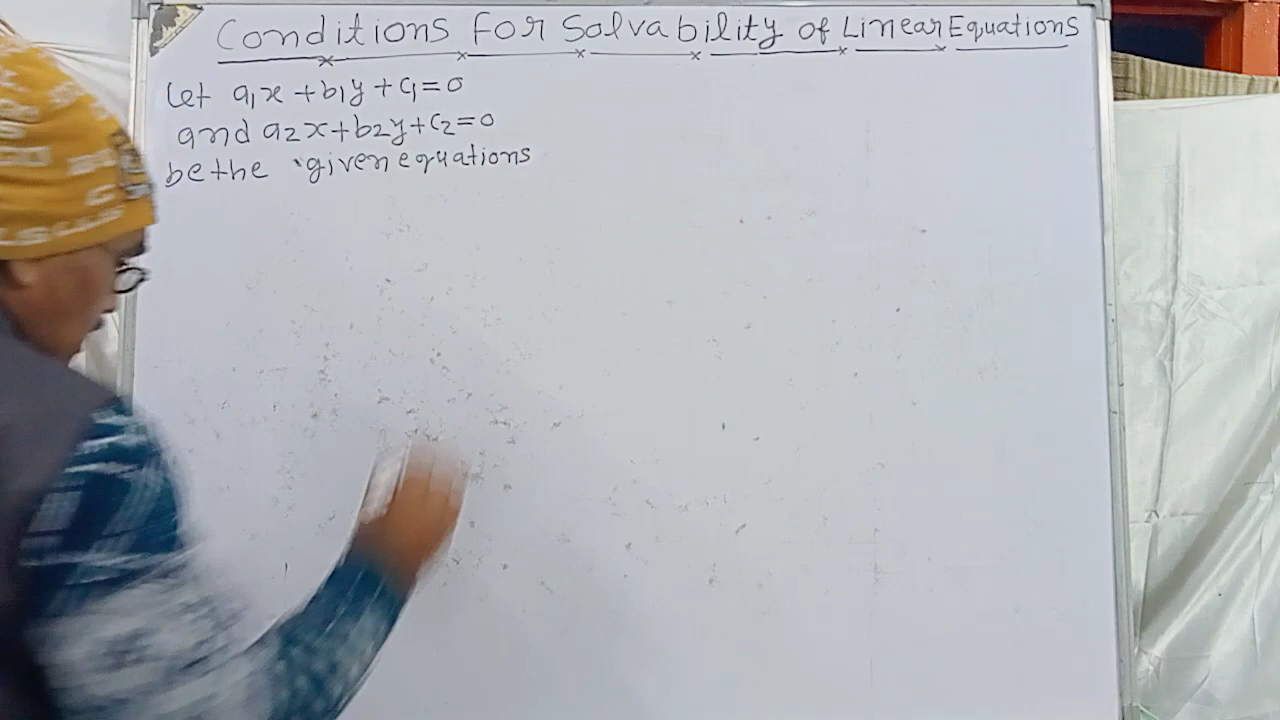 Conditions For Solvability of Linear Equations
Let a₁x + b₁y + c₁ = 0
and a₂x + b₂y + c₂ = 0
be the given equations